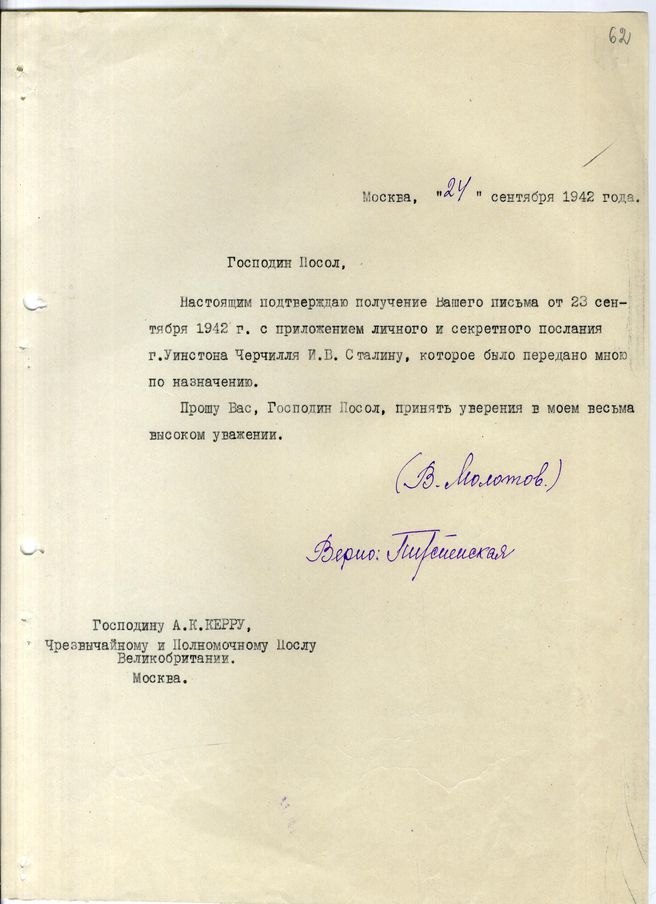 62
Москва, "24" сентября 1942 года.
Господин Посол,
Настоящим подтверждаю получение Вашего письма от 23 сен-
тября 1942 г. с приложением личного и секретного послания
г.Уинстона Черчилля И.В. Сталину, которое было передано мною
по назначению.
Прошу Вас, Господин Посол, принять уверения в моем весьма
высоком уважении.
(В. Молотов.)
Верно:
Господину А.К.КЕРРУ,
Чрезвычайному и Полномочному Послу
Великобритании.
Москва.